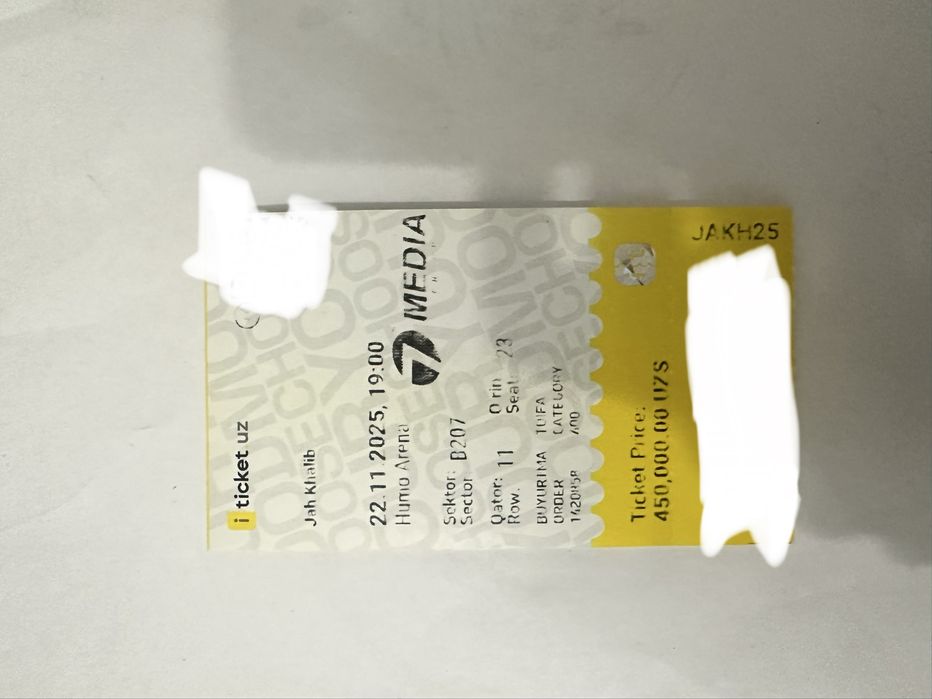 iticket.uz
Jah Khalib
22.11.2025, 19:00
Humo Arena
MEDIA
Sektor: B207
Sector
Qator: 11 O'rin 23
Row: Seat:
BUYURTMA TOIFA
ORDER CATEGORY
400
Ticket Price:
450,000.00 UZS
JAKH25